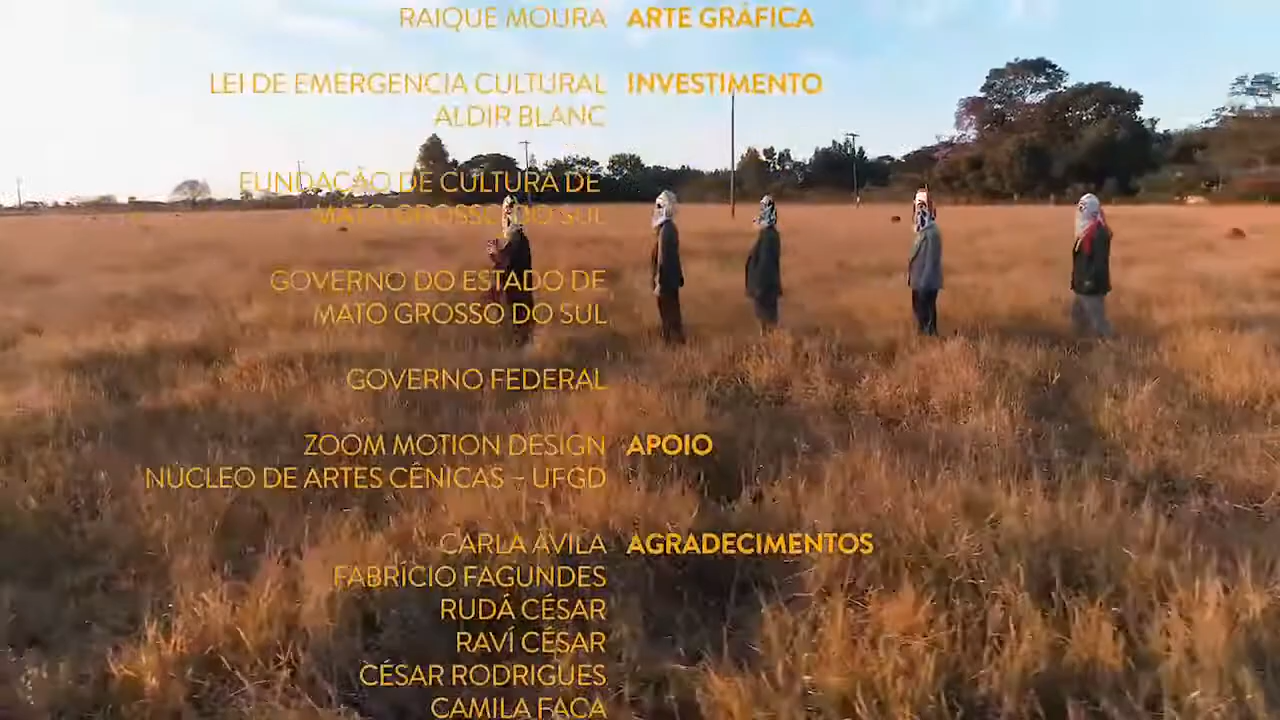 RAIQUE MOURA ARTE GRÁFICA
LEI DE EMERGENCIA CULTURAL INVESTIMENTO
ALDIR BLANC
FUNDAÇÃO DE CULTURA DE
MATO GROSSO DO SUL
GOVERNO DO ESTADO DE
MATO GROSSO DO SUL
GOVERNO FEDERAL
ZOOM MOTION DESIGN APOIO
NÚCLEO DE ARTES CÊNICAS – UFGD
CARLA ÁVILA AGRADECIMENTOS
FABRÍCIO FAGUNDES
RUDÁ CÉSAR
RAVÍ CÉSAR
CÉSAR RODRIGUES
CAMILA FACA